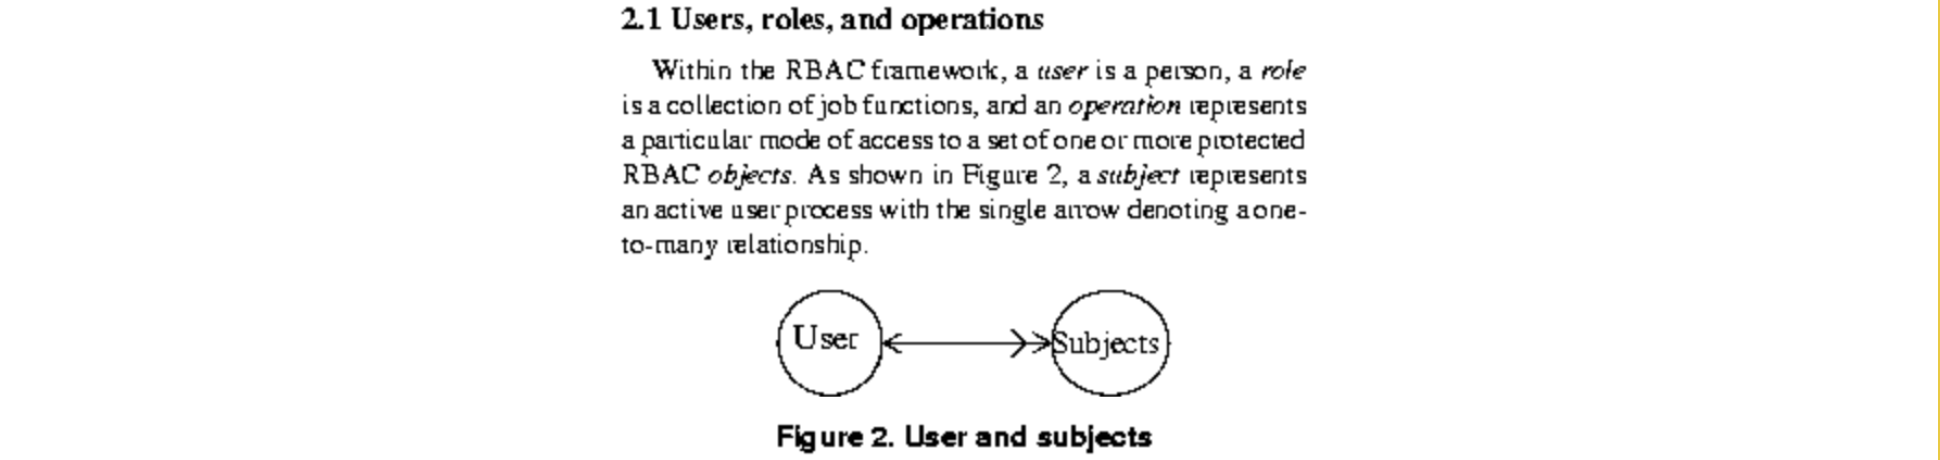 2.1 Users, roles, and operations
Within the RBAC framework, a user is a person, a role
is a collection of job functions, and an operation represents
a particular mode of access to a set of one or more protected
RBAC objects. As shown in Figure 2, a subject represents
an active user process with the single arrow denoting a one-
to-many relationship.
User
Subjects
Figure 2. User and subjects